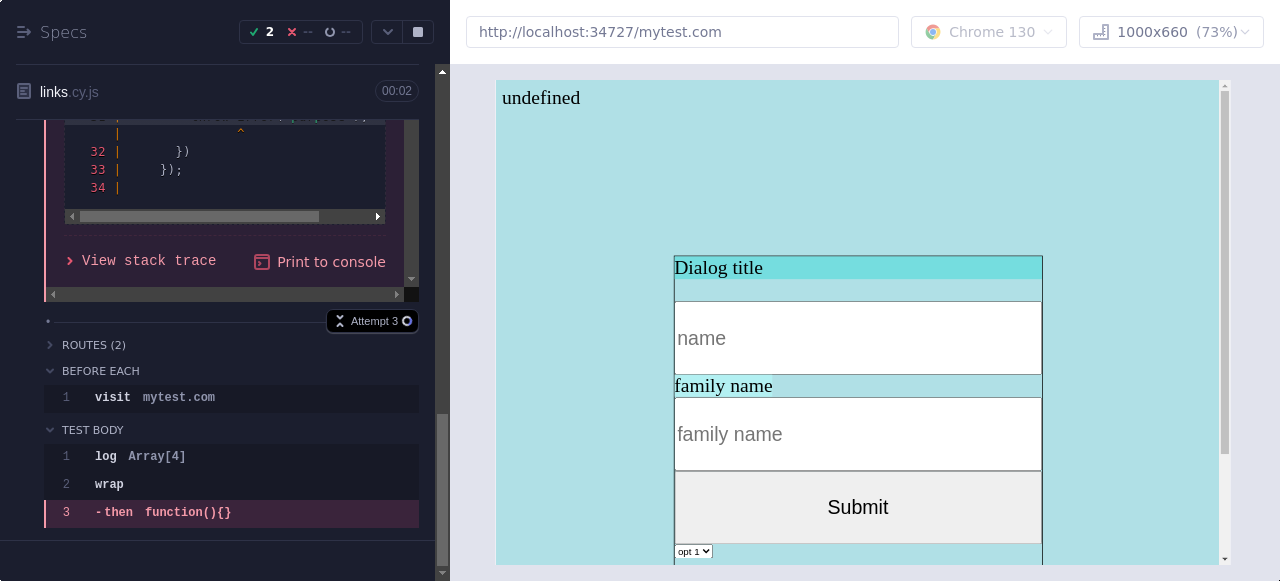 Specs
2 -- --
links.cy.js 00:02
|                ^
32 |       })
33 |     });
34 |
View stack trace Print to console
Attempt 3
ROUTES (2)
BEFORE EACH
1 visit mytest.com
TEST BODY
1 log Array[4]
2 wrap
3 -then function(){}
http://localhost:34727/mytest.com Chrome 130 1000x660 (73%)
undefined
Dialog title
name
family name
family name
Submit
opt 1